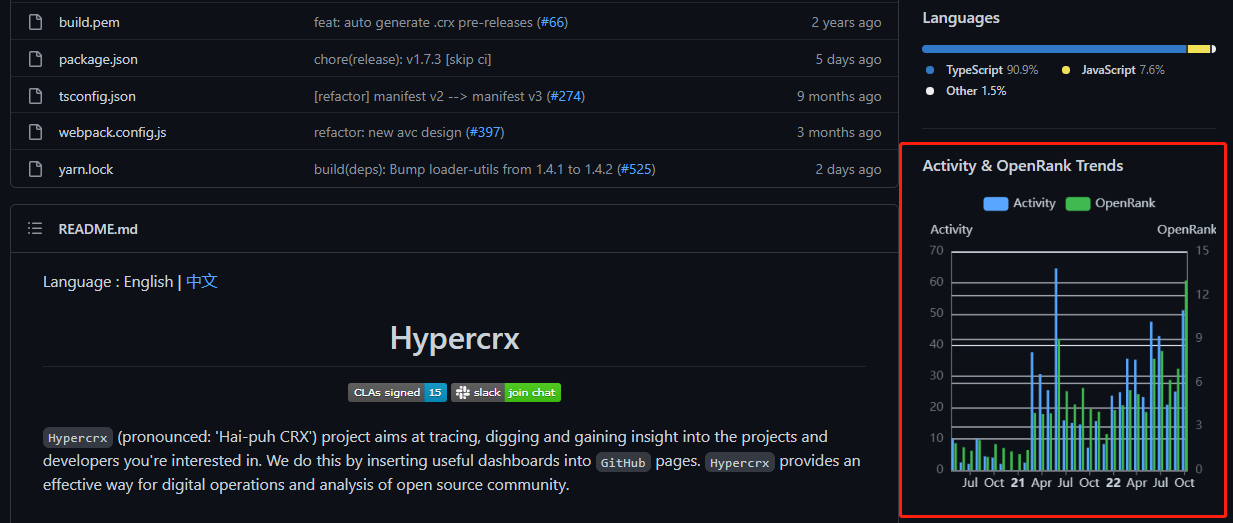 build.pem feat: auto generate .crx pre-releases (#66) 2 years ago
package.json chore(release): v1.7.3 [skip ci] 5 days ago
tsconfig.json [refactor] manifest v2 --> manifest v3 (#274) 9 months ago
webpack.config.js refactor: new avc design (#397) 3 months ago
yarn.lock build(deps): Bump loader-utils from 1.4.1 to 1.4.2 (#525) 2 days ago
README.md
Language : English | 中文
Hypercrx
CLAs signed 15 slack join chat
Hypercrx (pronounced: 'Hai-puh CRX') project aims at tracing, digging and gaining insight into the projects and
developers you're interested in. We do this by inserting useful dashboards into GitHub pages. Hypercrx provides an
effective way for digital operations and analysis of open source community.
Languages
TypeScript 90.9% JavaScript 7.6%
Other 1.5%
Activity & OpenRank Trends
Activity OpenRank
Activity OpenRank
70 15
60
12
50
40 9
30
6
20
3
10
0 0
Jul Oct 21 Apr Jul Oct 22 Apr Jul Oct